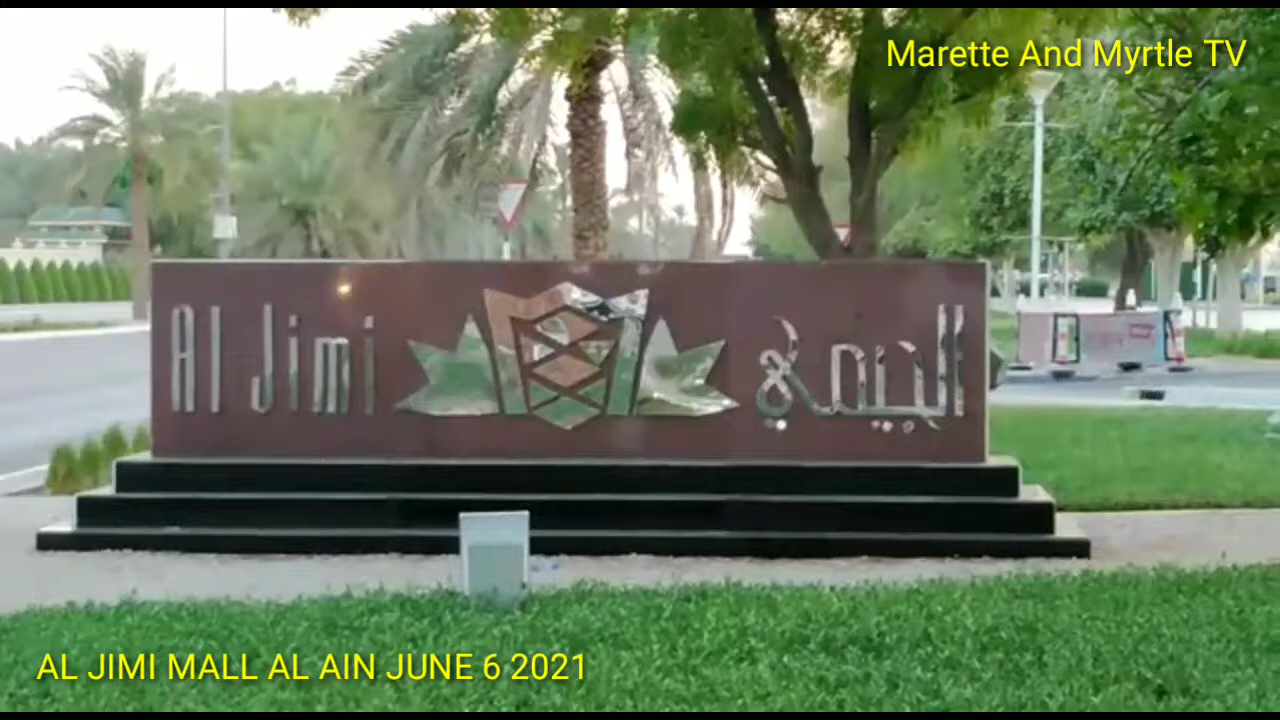 Marette And Myrtle TV
Al Jimi
الجيمي
AL JIMI MALL AL AIN JUNE 6 2021